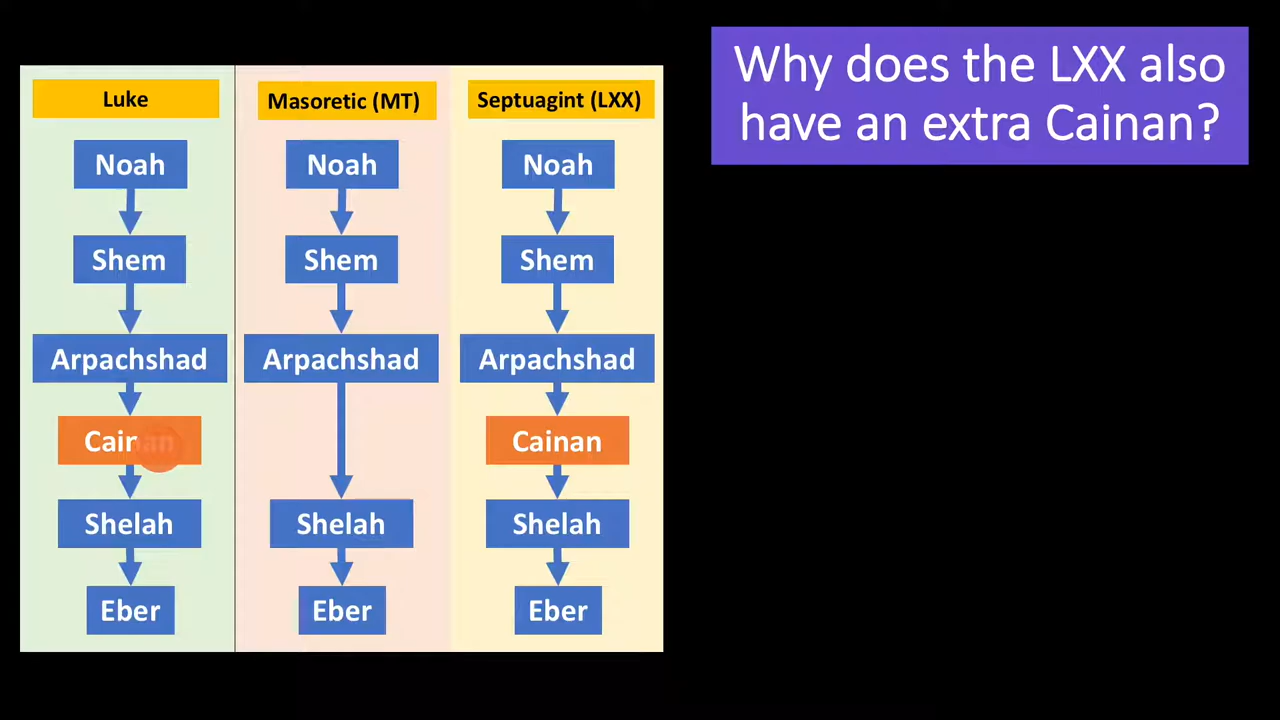 Why does the LXX also
have an extra Cainan?
Luke
Noah
Shem
Arpachshad
Cainan
Shelah
Eber
Masoretic (MT)
Noah
Shem
Arpachshad
Shelah
Eber
Septuagint (LXX)
Noah
Shem
Arpachshad
Cainan
Shelah
Eber